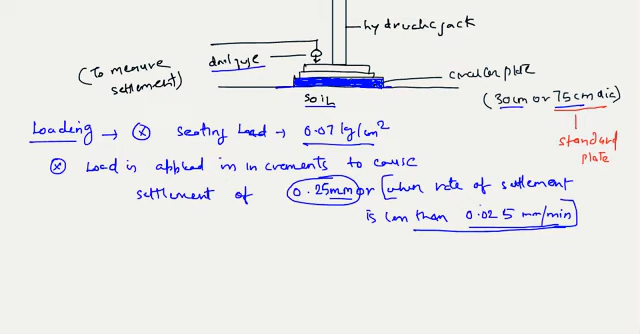 hydraulic jack
dial guge
(To measure
settlement)
circular plate
(30cm or 75cm dia)
SOIL
standard
plate
Loading → ⊗ Seating load → 0.07 kg/cm²
⊗ Load is applied in increments to cause
settlement of 0.25mm or [when rate of settlement
is less than 0.025 mm/min]